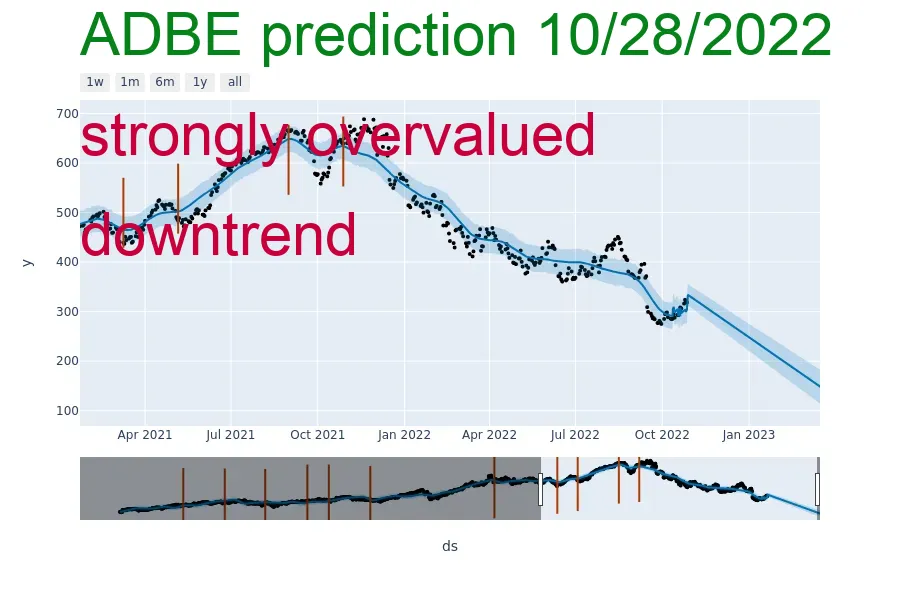 ADBE prediction 10/28/2022
1w 1m 6m 1y all
strongly overvalued
downtrend
700
600
500
400
300
200
100
y
Apr 2021 Jul 2021 Oct 2021 Jan 2022 Apr 2022 Jul 2022 Oct 2022 Jan 2023
ds